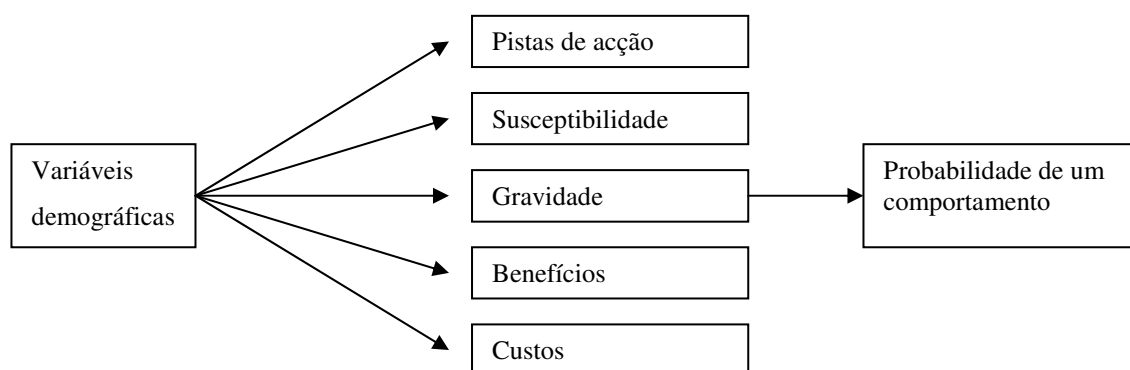 Pistas de acção
Susceptibilidade
Variáveis
demográficas
Gravidade
Probabilidade de um
comportamento
Benefícios
Custos